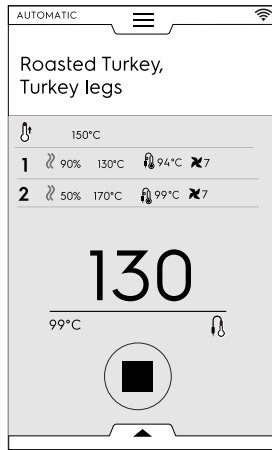 AUTOMATIC
Roasted Turkey,
Turkey legs
150°C
1 90% 130°C 94°C 7
2 50% 170°C 99°C 7
130
99°C